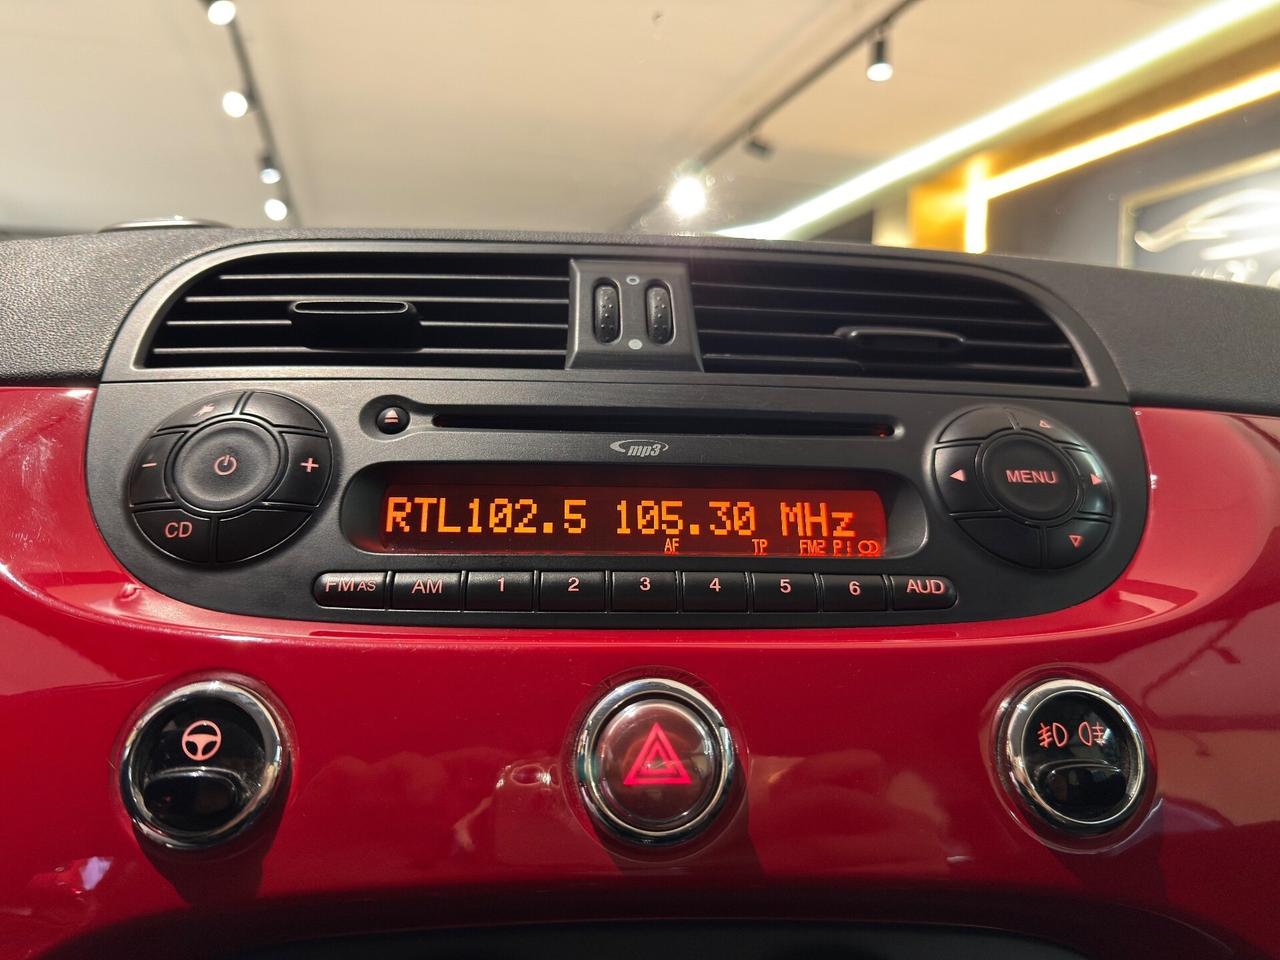 mp3
MENU
CD
RTL102.5 105.30 MHz
AF TP FM2 P1
FM AS AM 1 2 3 4 5 6 AUD